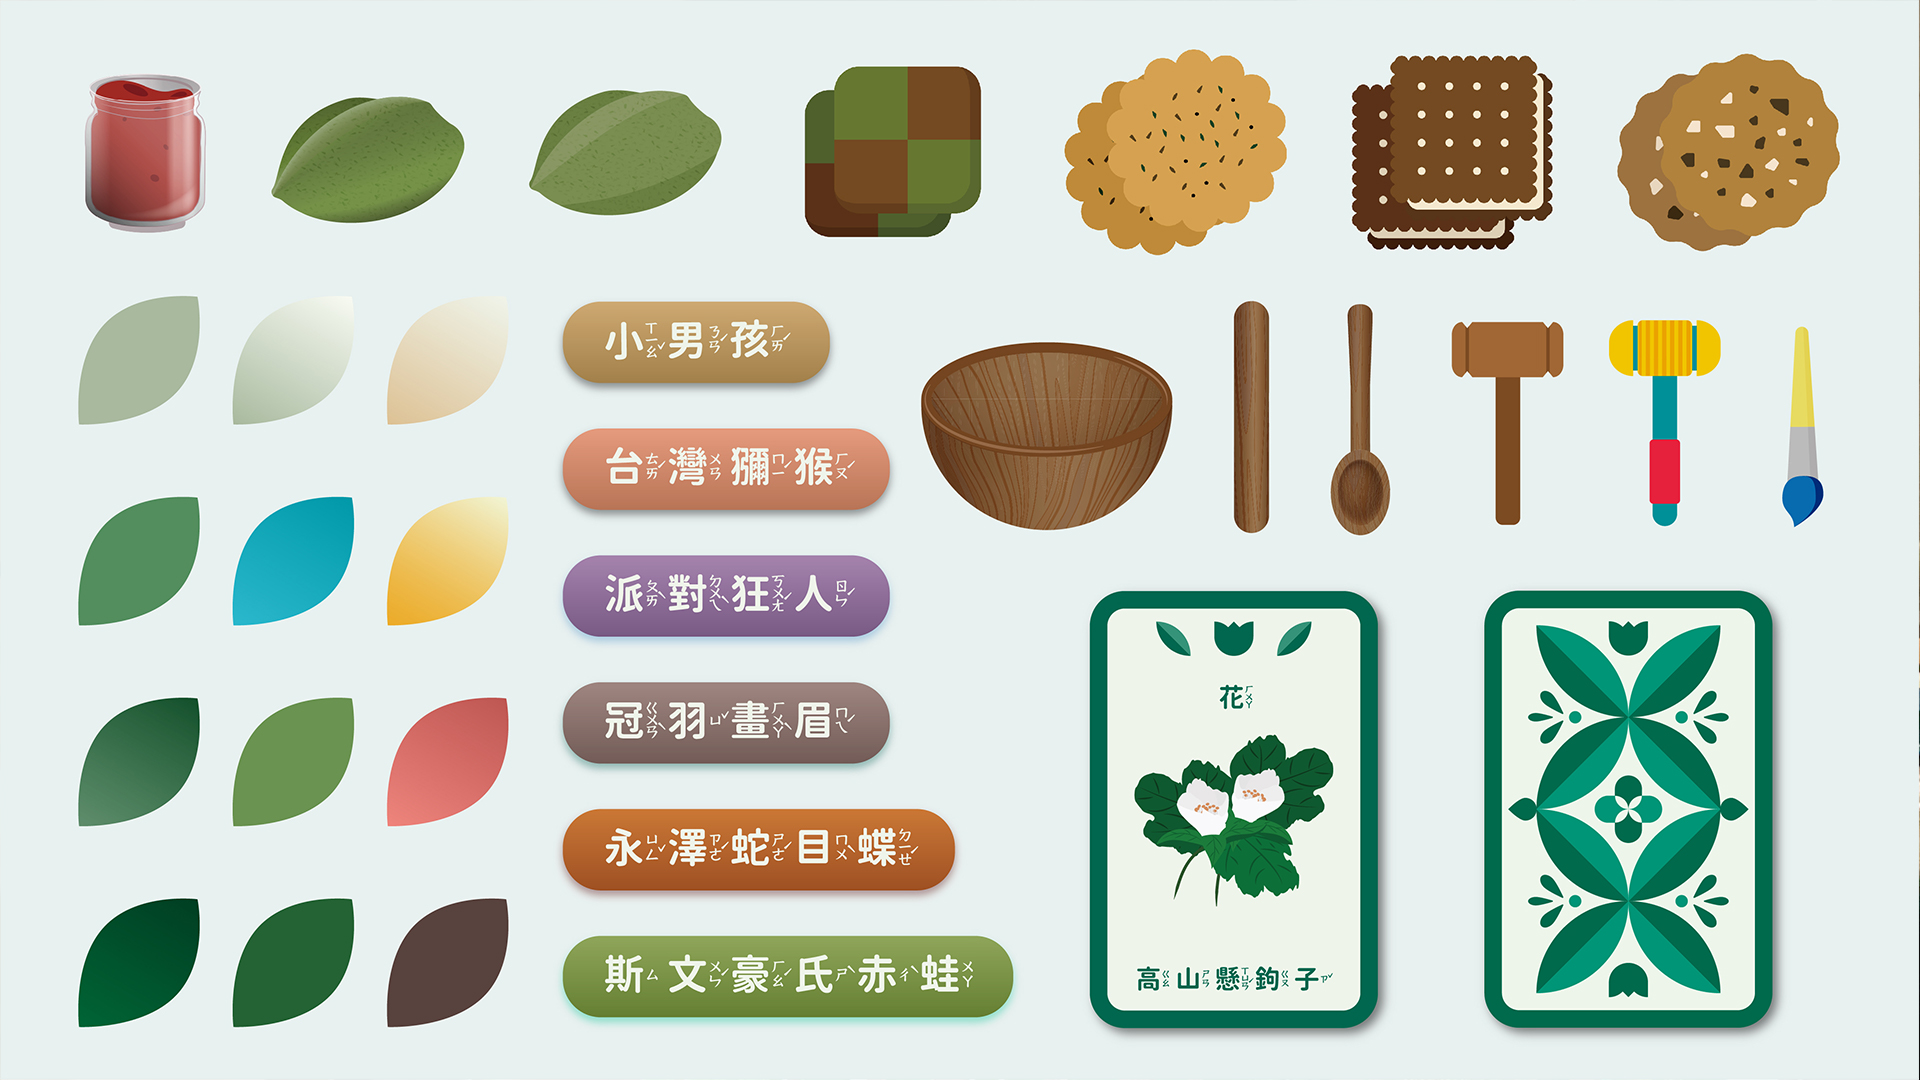 小ㄒㄧㄠˇ男ㄋㄢˊ孩ㄏㄞˊ
台ㄊㄞˊ灣ㄨㄢ獼ㄇㄧˊ猴ㄏㄡˊ
派ㄆㄞˋ對ㄉㄨㄟˋ狂ㄎㄨㄤˊ人ㄖㄣˊ
冠ㄍㄨㄢ羽ㄩˇ畫ㄏㄨㄚˋ眉ㄇㄟˊ
永ㄩㄥˇ澤ㄗㄜˊ蛇ㄕㄜˊ目ㄇㄨˋ蝶ㄉㄧㄝˊ
斯ㄙ文ㄨㄣˊ豪ㄏㄠˊ氏ㄕˋ赤ㄔˋ蛙ㄨㄚ
花ㄏㄨㄚ
高ㄍㄠ山ㄕㄢ懸ㄒㄩㄢˊ鉤ㄍㄡ子ㄗˇ